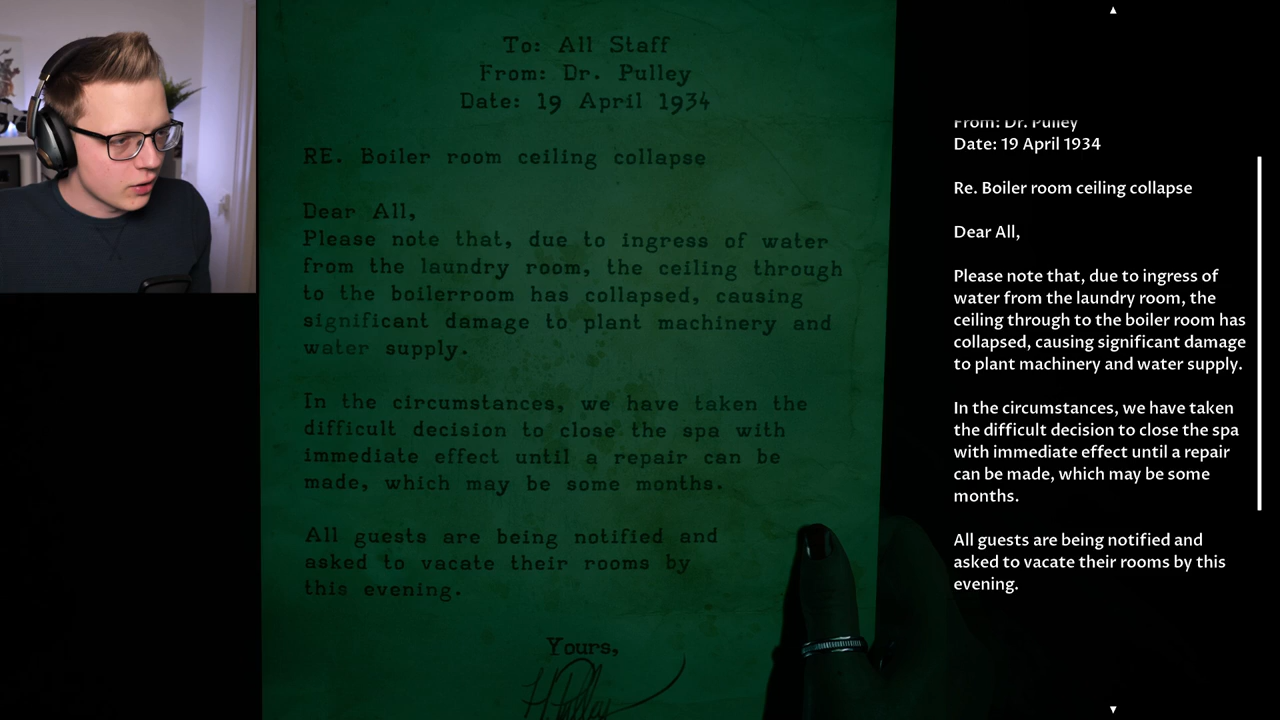 To: All Staff
From: Dr. Pulley
Date: 19 April 1934
RE. Boiler room ceiling collapse
Dear All,
Please note that, due to ingress of water
from the laundry room, the ceiling through
to the boilerroom has collapsed, causing
significant damage to plant machinery and
water supply.
In the circumstances, we have taken the
difficult decision to close the spa with
immediate effect until a repair can be
made, which may be some months.
All guests are being notified and
asked to vacate their rooms by
this evening.
Yours,
H Pulley
From: Dr. Pulley
Date: 19 April 1934
Re. Boiler room ceiling collapse
Dear All,
Please note that, due to ingress of
water from the laundry room, the
ceiling through to the boiler room has
collapsed, causing significant damage
to plant machinery and water supply.
In the circumstances, we have taken
the difficult decision to close the spa
with immediate effect until a repair
can be made, which may be some
months.
All guests are being notified and
asked to vacate their rooms by this
evening.